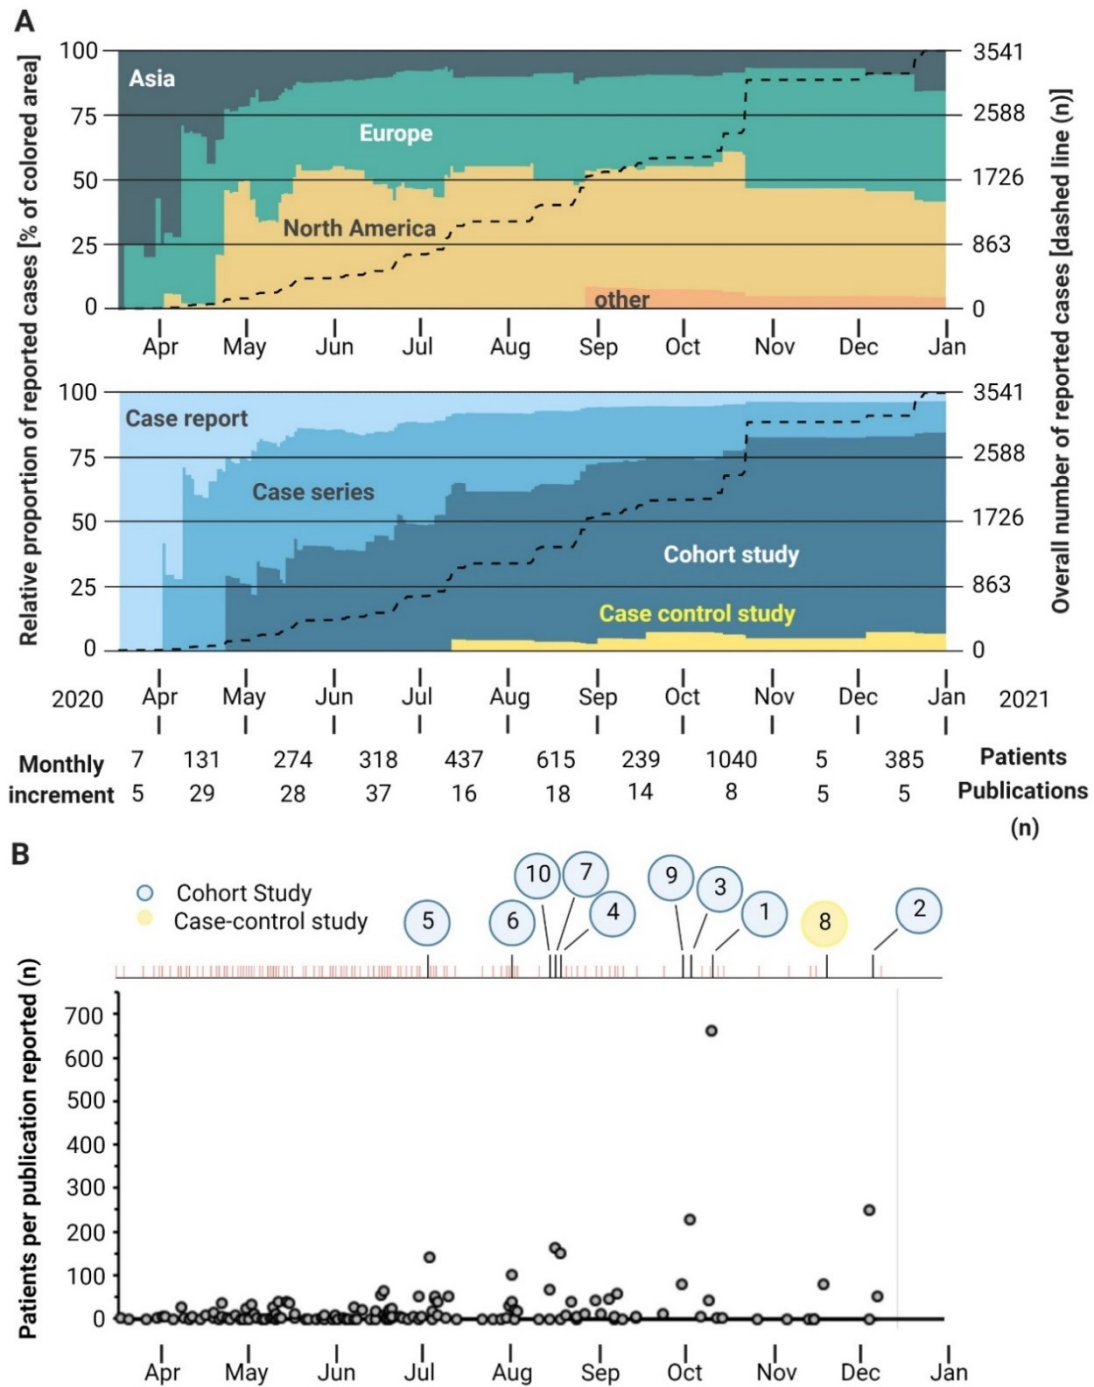 A
Relative proportion of reported cases [% of colored area]
Overall number of reported cases [dashed line (n)]
100
75
50
25
0
Asia
Europe
North America
other
3541
2588
1726
863
0
Apr May Jun Jul Aug Sep Oct Nov Dec Jan
100
75
50
25
0
Case report
Case series
Cohort study
Case control study
3541
2588
1726
863
0
2020 Apr May Jun Jul Aug Sep Oct Nov Dec Jan 2021
Monthly 7 131 274 318 437 615 239 1040 5 385 Patients
increment 5 29 28 37 16 18 14 8 5 5 Publications
(n)
B
Cohort Study
Case-control study
5 6 10 7 4 9 3 1 8 2
Patients per publication reported (n)
700
600
500
400
300
200
100
0
Apr May Jun Jul Aug Sep Oct Nov Dec Jan